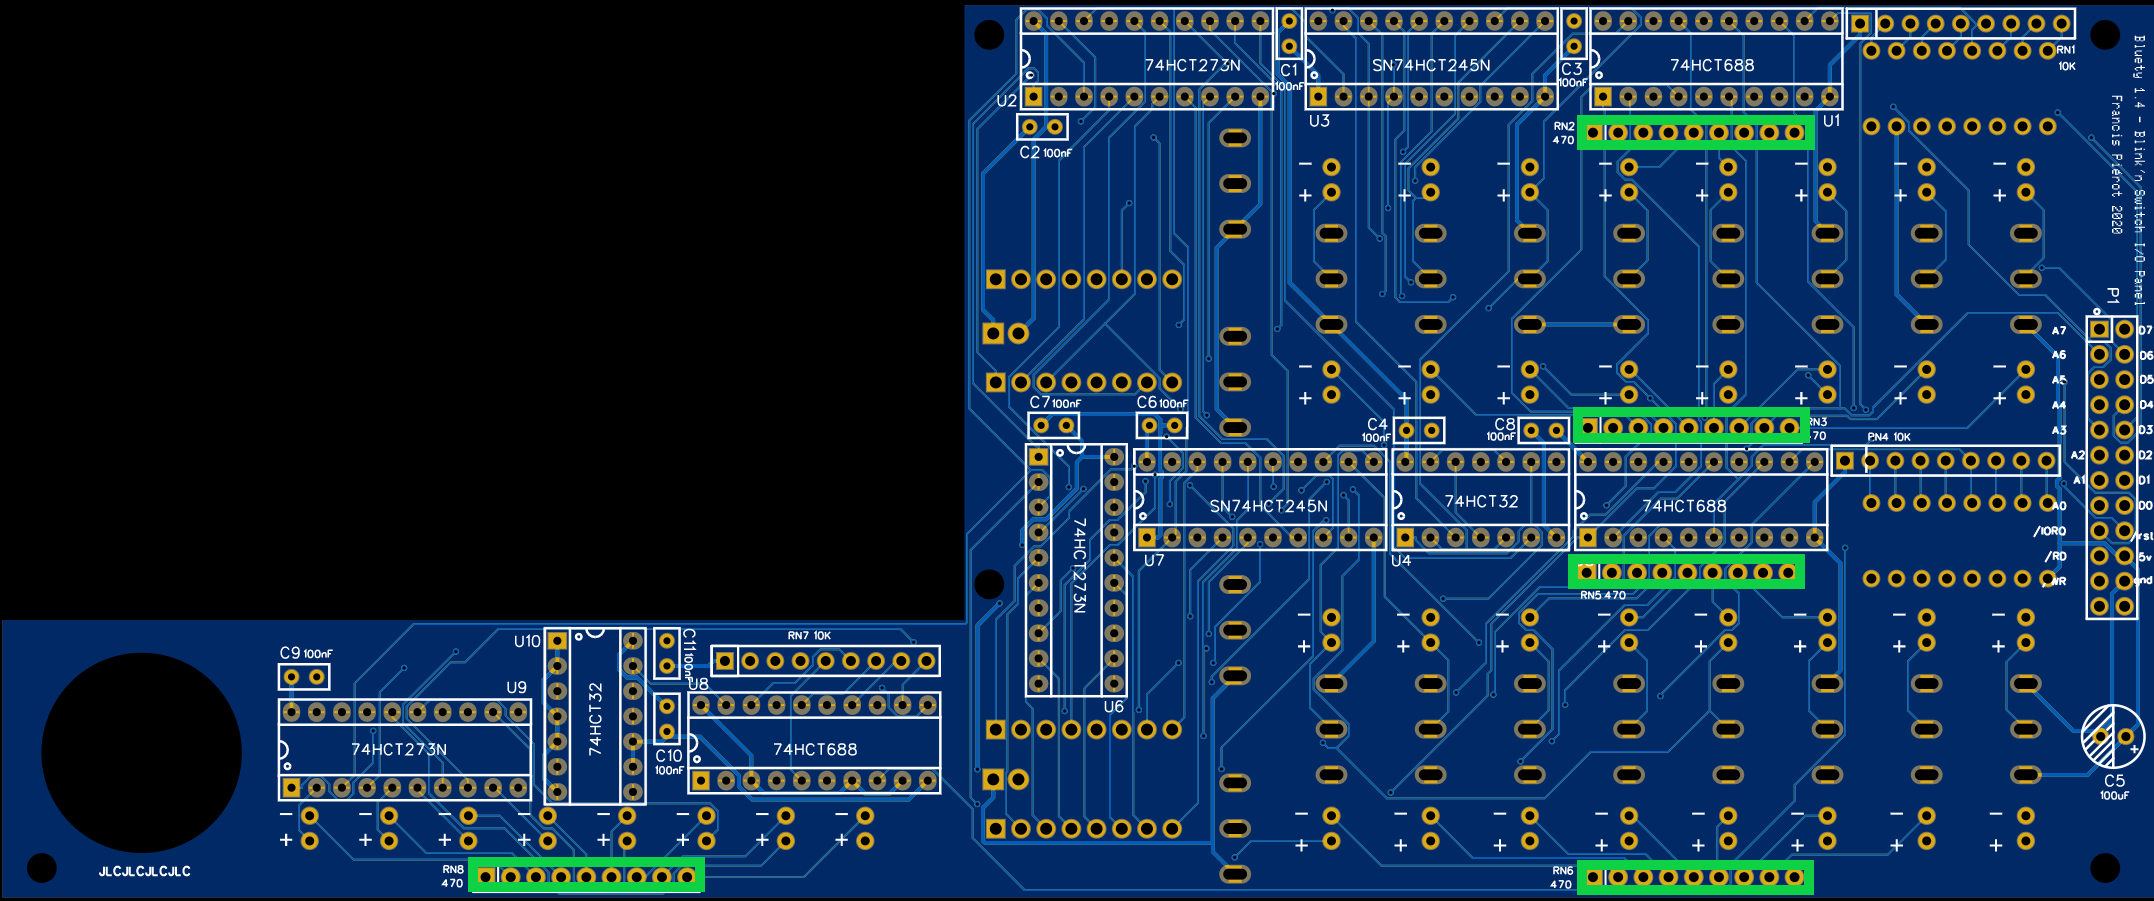 74HCT273N
C1
100nF
SN74HCT245N
C3
100nF
74HCT688
RN1
10K
U2
U3
U1
C2 100nF
RN2
470
Bluety 1.4 - Blink'n Switch I/O Panel
Francis Pierot 2020
P1
- - - - - - - -
+ + + + + + + +
- - - - - - - -
+ + + + + + + +
A7 D7
A6 D6
A5 D5
A4 D4
A3 D3
A2 D2
A1 D1
A0 D0
/IORQ /rst
/RD 5v
/WR gnd
C7 100nF
C6 100nF
C4
100nF
C8
100nF
RN3
470
RN4 10K
74HCT273N
SN74HCT245N
74HCT32
74HCT688
U7
U4
RN5 470
- - - - - - - -
+ + + + + + + +
U6
C9 100nF
U10
C11 100nF
RN7 10K
U9
U8
74HCT273N
74HCT32
C10
100nF
74HCT688
+
C5
100uF
- - - - - - - -
+ + + + + + + +
- - - - - - - -
+ + + + + + + +
JLCJLCJLCJLC
RN8
470
RN6
470